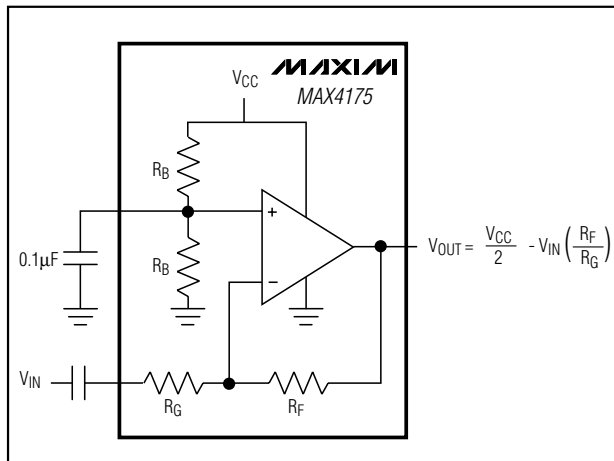 MAXIM
MAX4175
VCC
RB
+
0.1µF
RB
−
VOUT = VCC/2 - VIN (RF/RG)
VIN
RG
RF